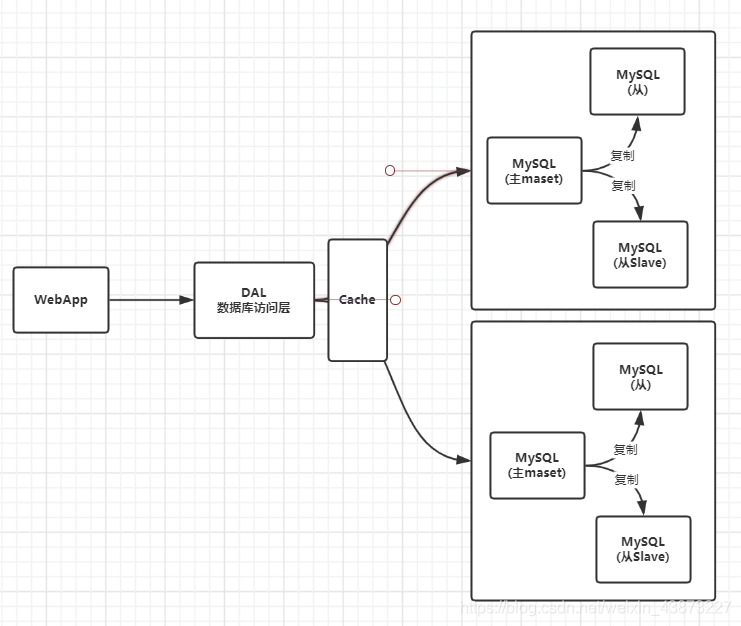 MySQL
(从)
MySQL
(主maset)
复制
复制
MySQL
(从Slave)
WebApp
DAL
数据库访问层
Cache
MySQL
(从)
MySQL
(主maset)
复制
复制
MySQL
(从Slave)
https://blog.csdn.net/weixin_43873227